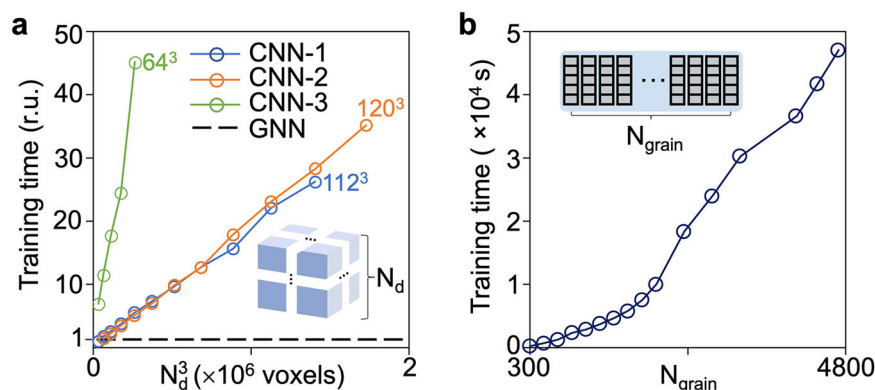 a
50
40
30
20
10
1
Training time (r.u.)
64³
CNN-1
CNN-2
CNN-3
GNN
120³
112³
N_d
0
2
N_d³ (×10⁶ voxels)
b
5
4
3
2
1
0
Training time ( ×10⁴ s)
...
N_grain
300
4800
N_grain